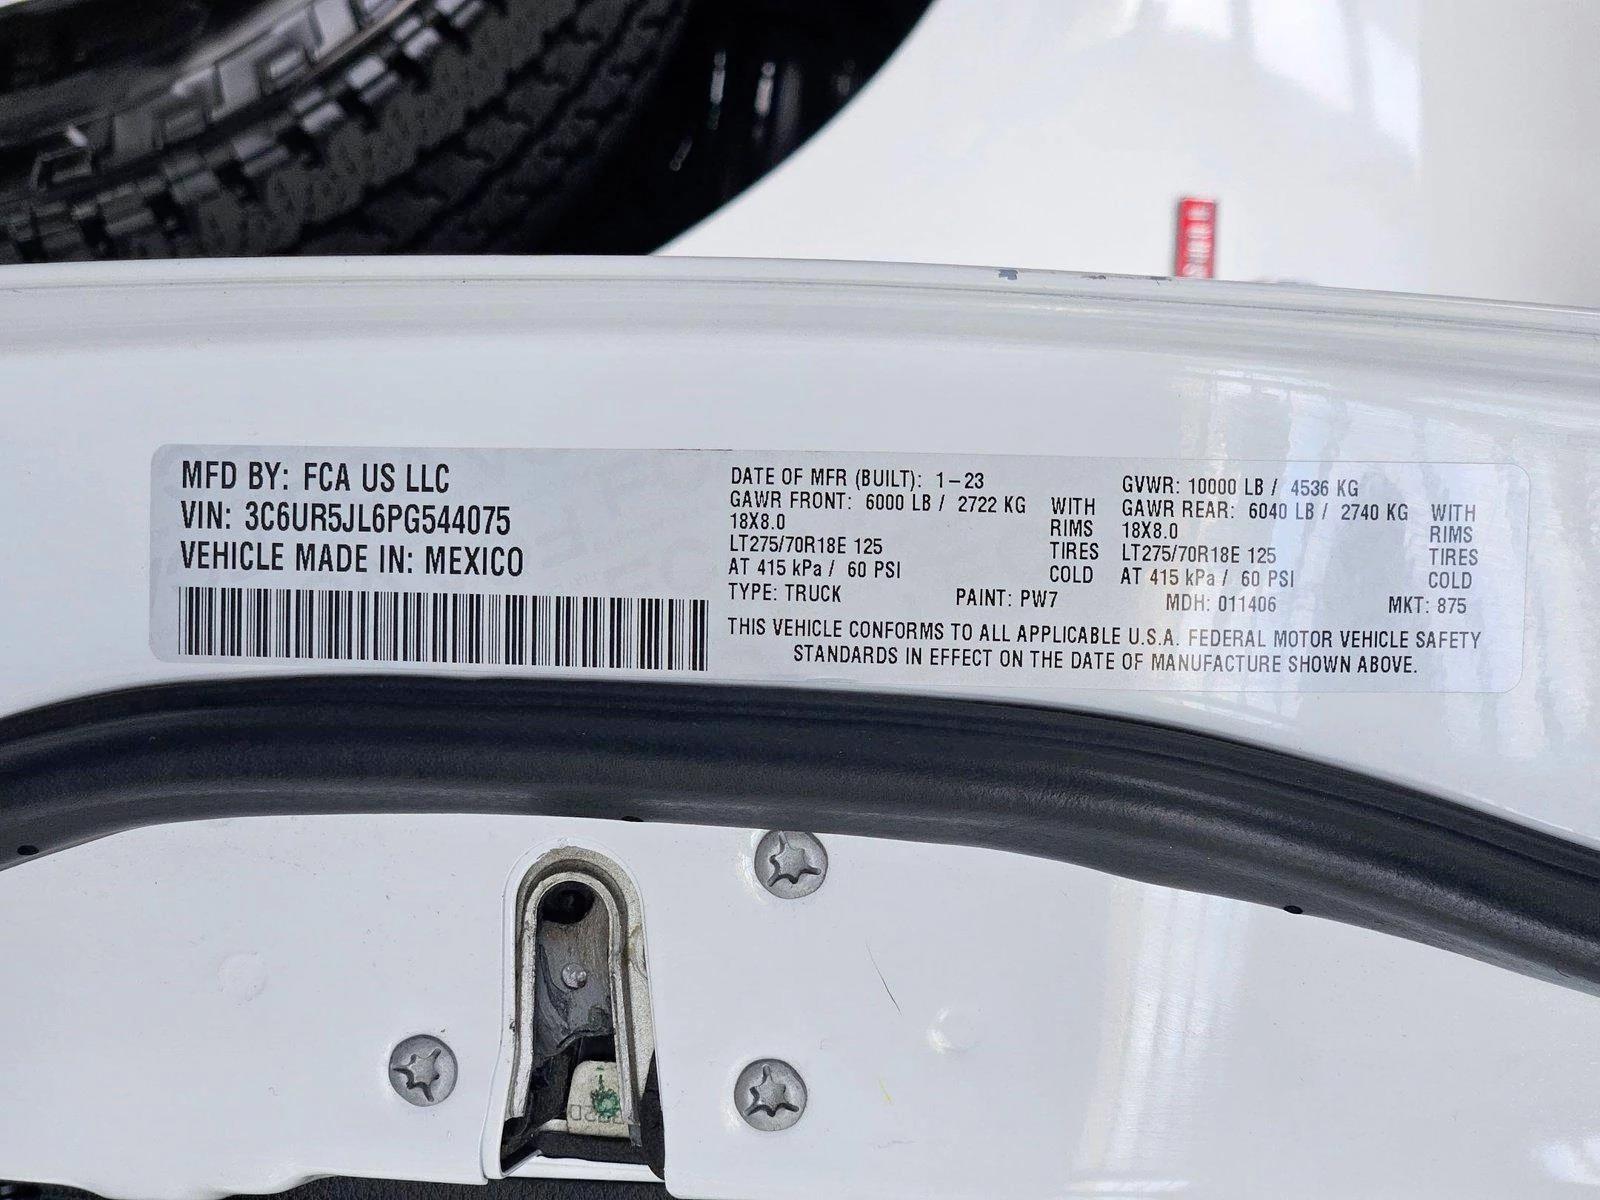 MFD BY: FCA US LLC
VIN: 3C6UR5JL6PG544075
VEHICLE MADE IN: MEXICO
DATE OF MFR (BUILT): 1-23
GAWR FRONT: 6000 LB / 2722 KG WITH
18X8.0 RIMS
LT275/70R18E 125 TIRES
AT 415 kPa / 60 PSI COLD
GVWR: 10000 LB / 4536 KG
GAWR REAR: 6040 LB / 2740 KG WITH
18X8.0 RIMS
LT275/70R18E 125 TIRES
AT 415 kPa / 60 PSI COLD
TYPE: TRUCK PAINT: PW7 MDH: 011406 MKT: 875
THIS VEHICLE CONFORMS TO ALL APPLICABLE U.S.A. FEDERAL MOTOR VEHICLE SAFETY
STANDARDS IN EFFECT ON THE DATE OF MANUFACTURE SHOWN ABOVE.